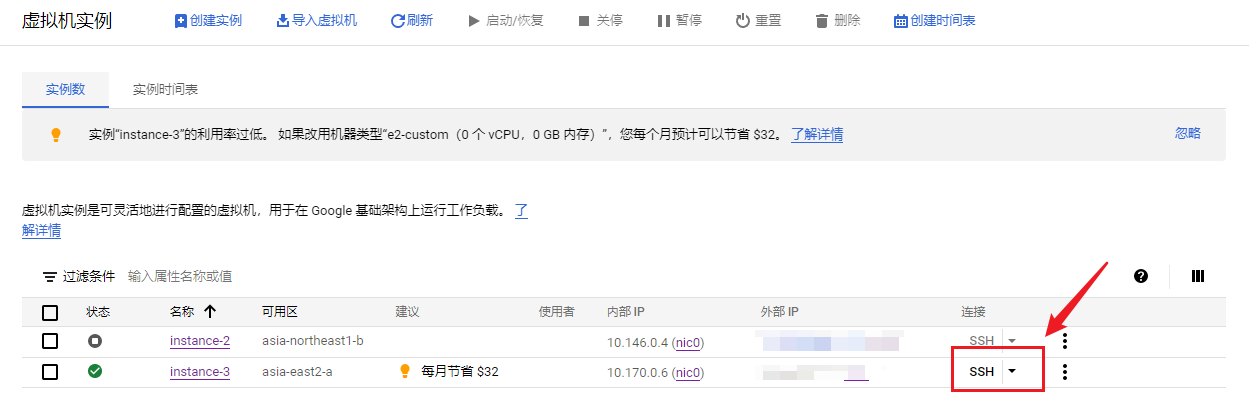 虚拟机实例 创建实例 导入虚拟机 刷新 启动/恢复 关停 暂停 重置 删除 创建时间表
实例数 实例时间表
实例“instance-3”的利用率过低。 如果改用机器类型“e2-custom（0 个 vCPU，0 GB 内存）”，您每个月预计可以节省 $32。 了解详情 忽略
虚拟机实例是可灵活地进行配置的虚拟机，用于在 Google 基础架构上运行工作负载。 了
解详情
过滤条件 输入属性名称或值
状态 名称 可用区 建议 使用者 内部 IP 外部 IP 连接
instance-2 asia-northeast1-b 10.146.0.4 (nic0) SSH
instance-3 asia-east2-a 每月节省 $32 10.170.0.6 (nic0) SSH